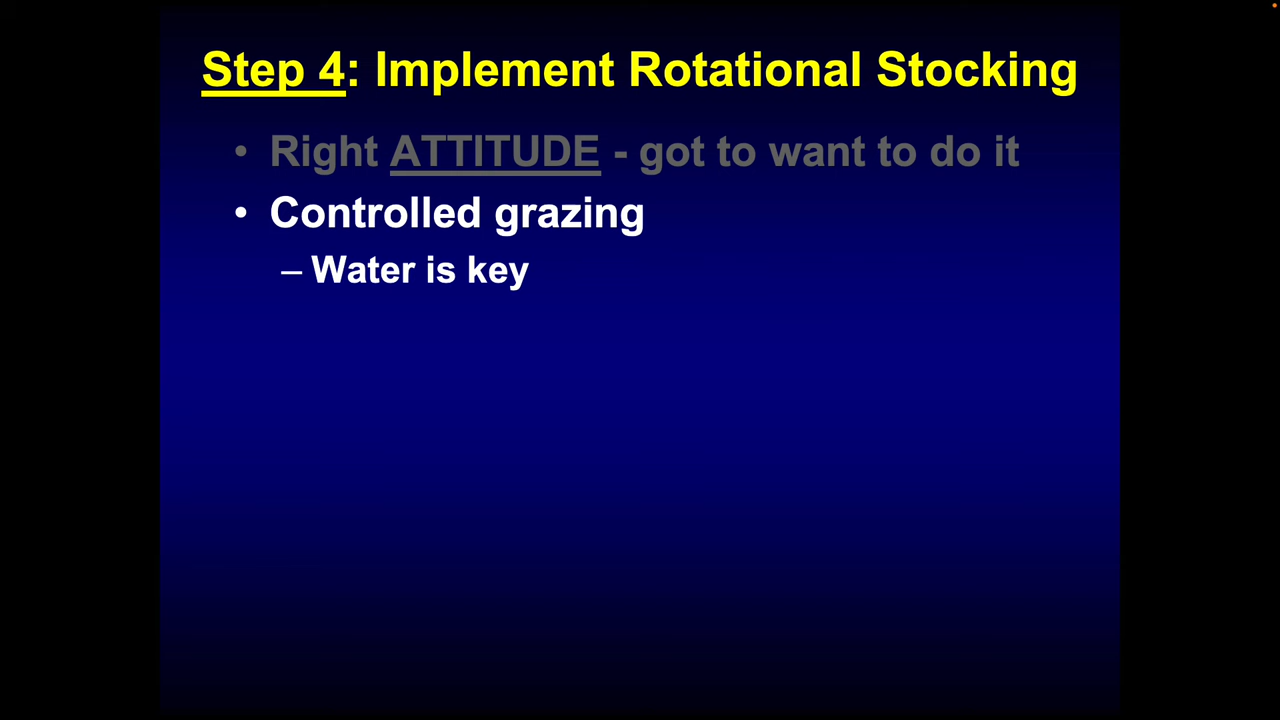 Step 4: Implement Rotational Stocking
• Right ATTITUDE - got to want to do it
• Controlled grazing
– Water is key